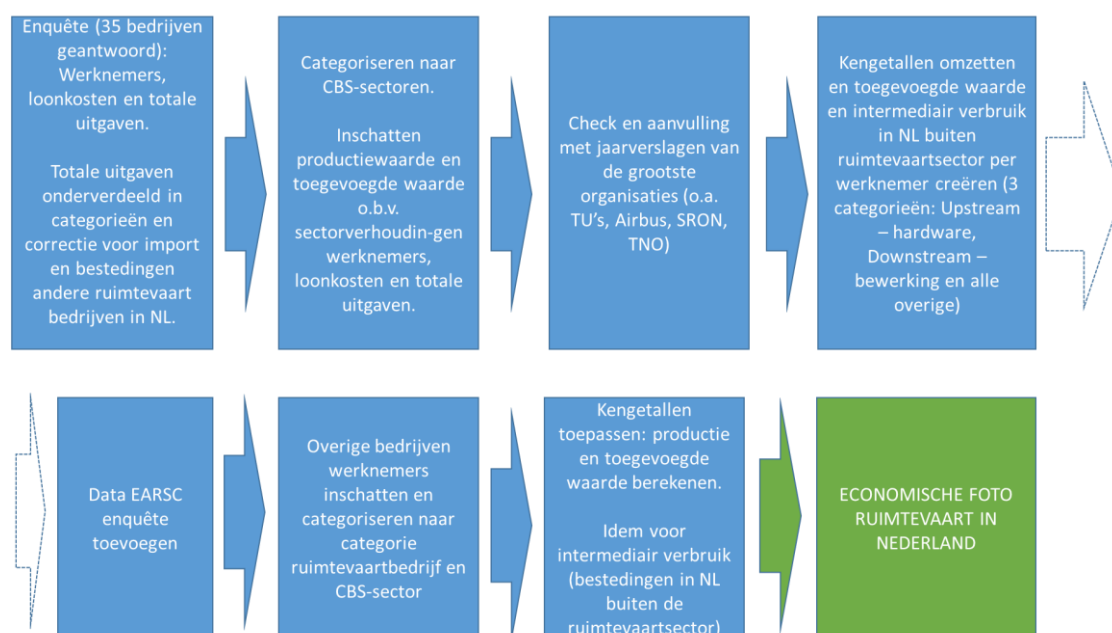 Enquête (35 bedrijven
geantwoord):
Werknemers,
loonkosten en totale
uitgaven.
Totale uitgaven
onderverdeeld in
categorieën en
correctie voor import
en bestedingen
andere ruimtevaart
bedrijven in NL.
Categoriseren naar
CBS-sectoren.
Inschatten
productiewaarde en
toegevoegde waarde
o.b.v.
sectorverhoudin-gen
werknemers,
loonkosten en totale
uitgaven.
Check en aanvulling
met jaarverslagen van
de grootste
organisaties (o.a.
TU's, Airbus, SRON,
TNO)
Kengetallen omzetten
en toegevoegde waarde
en intermediair verbruik
in NL buiten
ruimtevaartsector per
werknemer creëren (3
categorieën: Upstream
– hardware,
Downstream –
bewerking en alle
overige)
Data EARSC
enquête
toevoegen
Overige bedrijven
werknemers
inschatten en
categoriseren naar
categorie
ruimtevaartbedrijf en
CBS-sector
Kengetallen
toepassen: productie
en toegevoegde
waarde berekenen.
Idem voor
intermediair verbruik
(bestedingen in NL
buiten de
ruimtevaartsector)
ECONOMISCHE FOTO
RUIMTEVAART IN
NEDERLAND